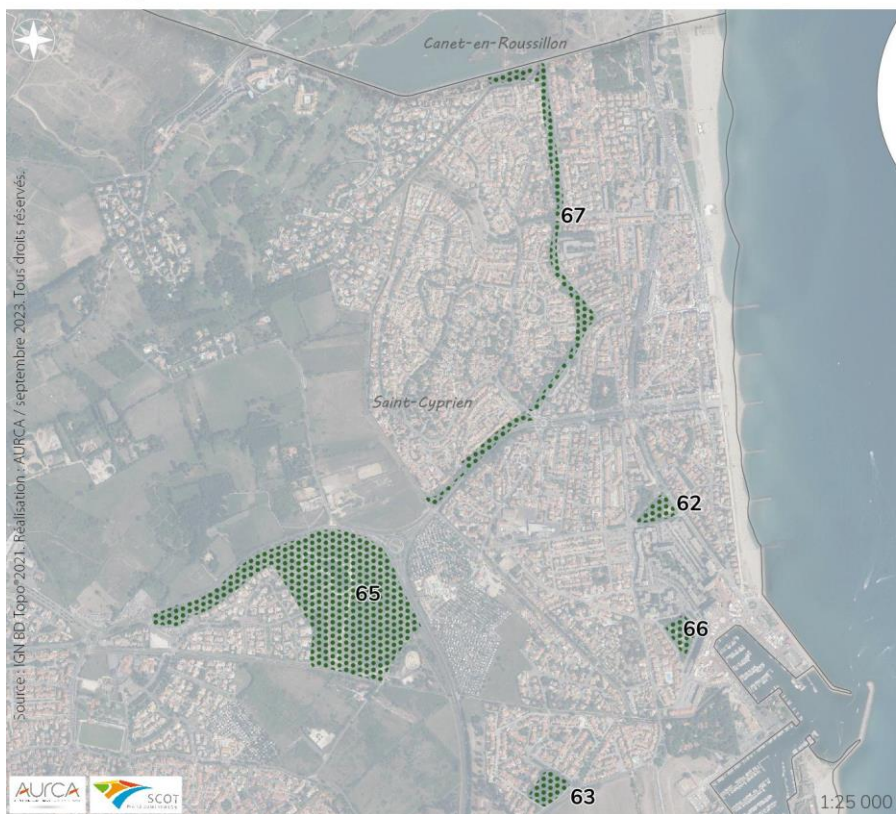 Canet-en-Roussillon
67
Saint-Cyprien
62
65
66
63
Source : IGN BD Topo®2021. Réalisation : AURCA / septembre 2023. Tous droits réservés.
AURCA
SCOT
1:25 000